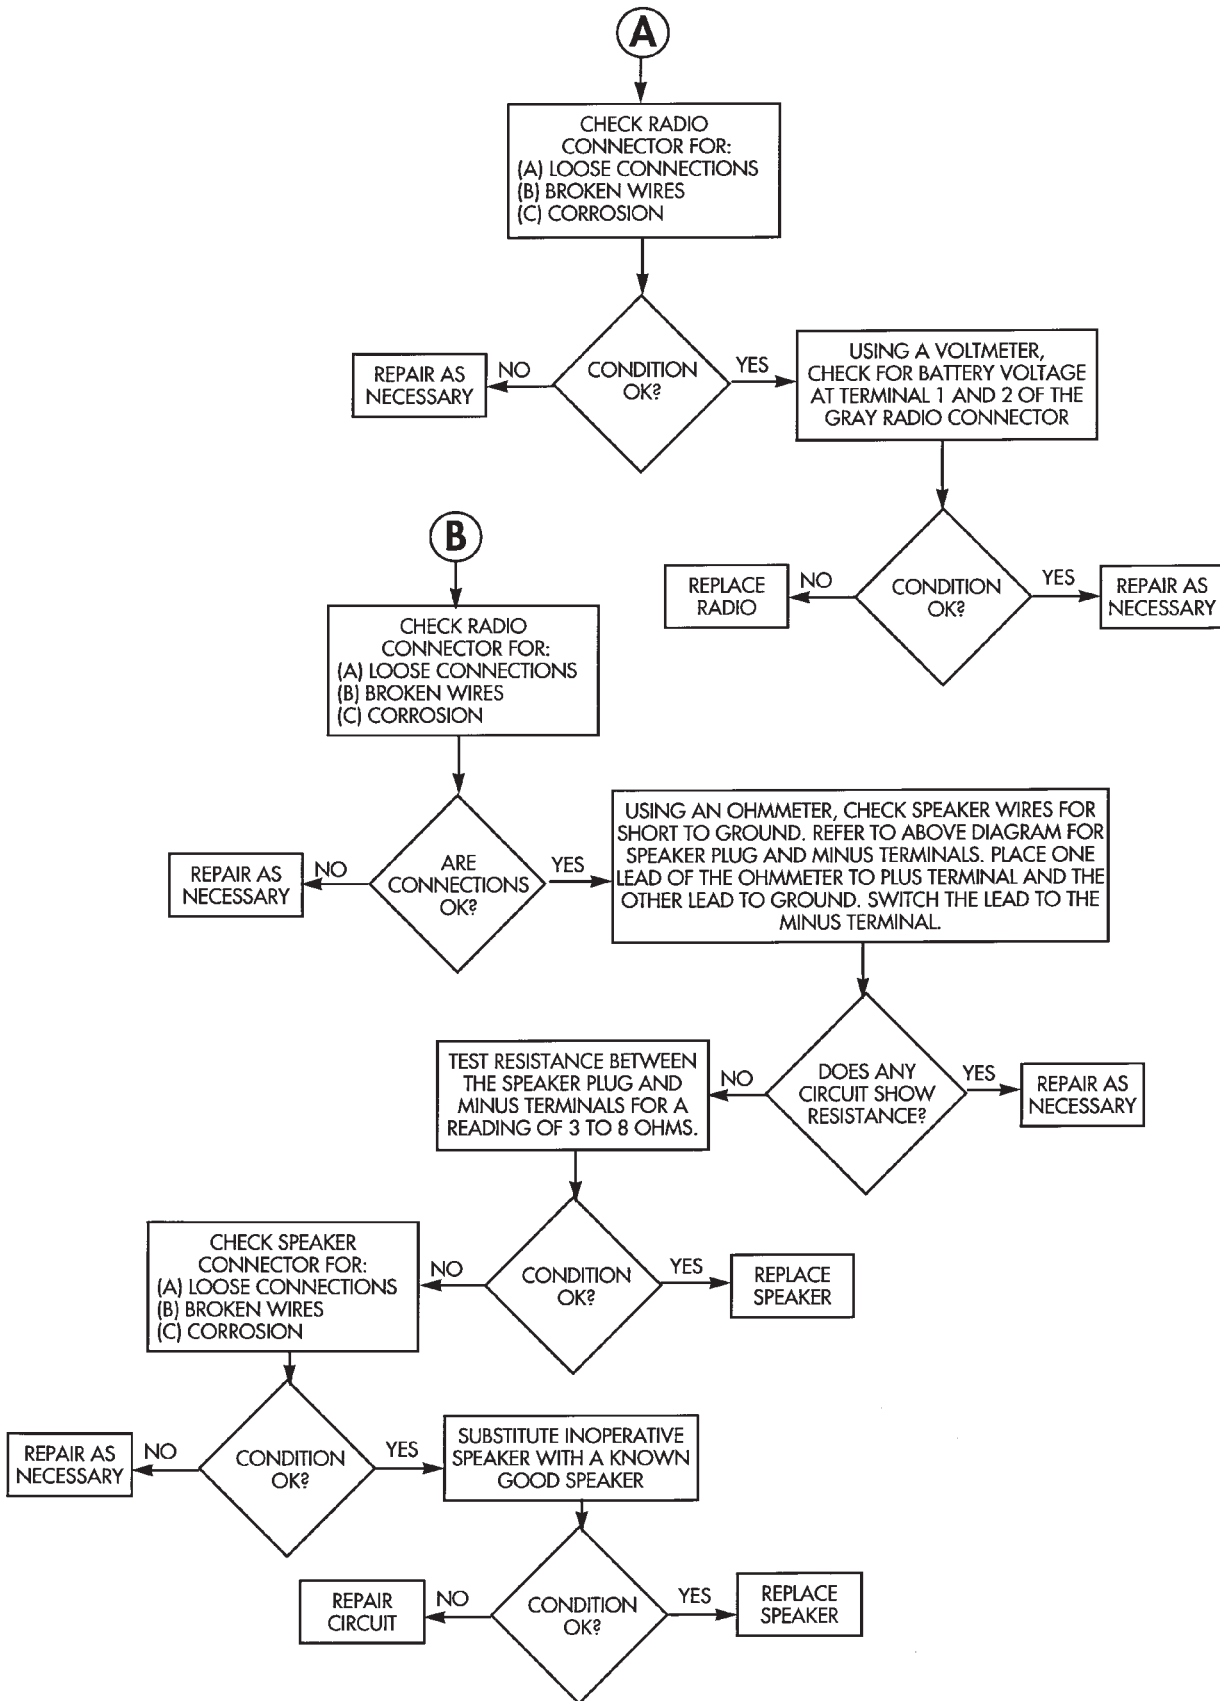 A
CHECK RADIO
CONNECTOR FOR:
(A) LOOSE CONNECTIONS
(B) BROKEN WIRES
(C) CORROSION
CONDITION
OK?
NO
REPAIR AS
NECESSARY
YES
USING A VOLTMETER,
CHECK FOR BATTERY VOLTAGE
AT TERMINAL 1 AND 2 OF THE
GRAY RADIO CONNECTOR
CONDITION
OK?
NO
REPLACE
RADIO
YES
REPAIR AS
NECESSARY
B
CHECK RADIO
CONNECTOR FOR:
(A) LOOSE CONNECTIONS
(B) BROKEN WIRES
(C) CORROSION
ARE
CONNECTIONS
OK?
NO
REPAIR AS
NECESSARY
YES
USING AN OHMMETER, CHECK SPEAKER WIRES FOR
SHORT TO GROUND. REFER TO ABOVE DIAGRAM FOR
SPEAKER PLUG AND MINUS TERMINALS. PLACE ONE
LEAD OF THE OHMMETER TO PLUS TERMINAL AND THE
OTHER LEAD TO GROUND. SWITCH THE LEAD TO THE
MINUS TERMINAL.
DOES ANY
CIRCUIT SHOW
RESISTANCE?
YES
REPAIR AS
NECESSARY
NO
TEST RESISTANCE BETWEEN
THE SPEAKER PLUG AND
MINUS TERMINALS FOR A
READING OF 3 TO 8 OHMS.
CONDITION
OK?
YES
REPLACE
SPEAKER
NO
CHECK SPEAKER
CONNECTOR FOR:
(A) LOOSE CONNECTIONS
(B) BROKEN WIRES
(C) CORROSION
CONDITION
OK?
NO
REPAIR AS
NECESSARY
YES
SUBSTITUTE INOPERATIVE
SPEAKER WITH A KNOWN
GOOD SPEAKER
CONDITION
OK?
NO
REPAIR
CIRCUIT
YES
REPLACE
SPEAKER